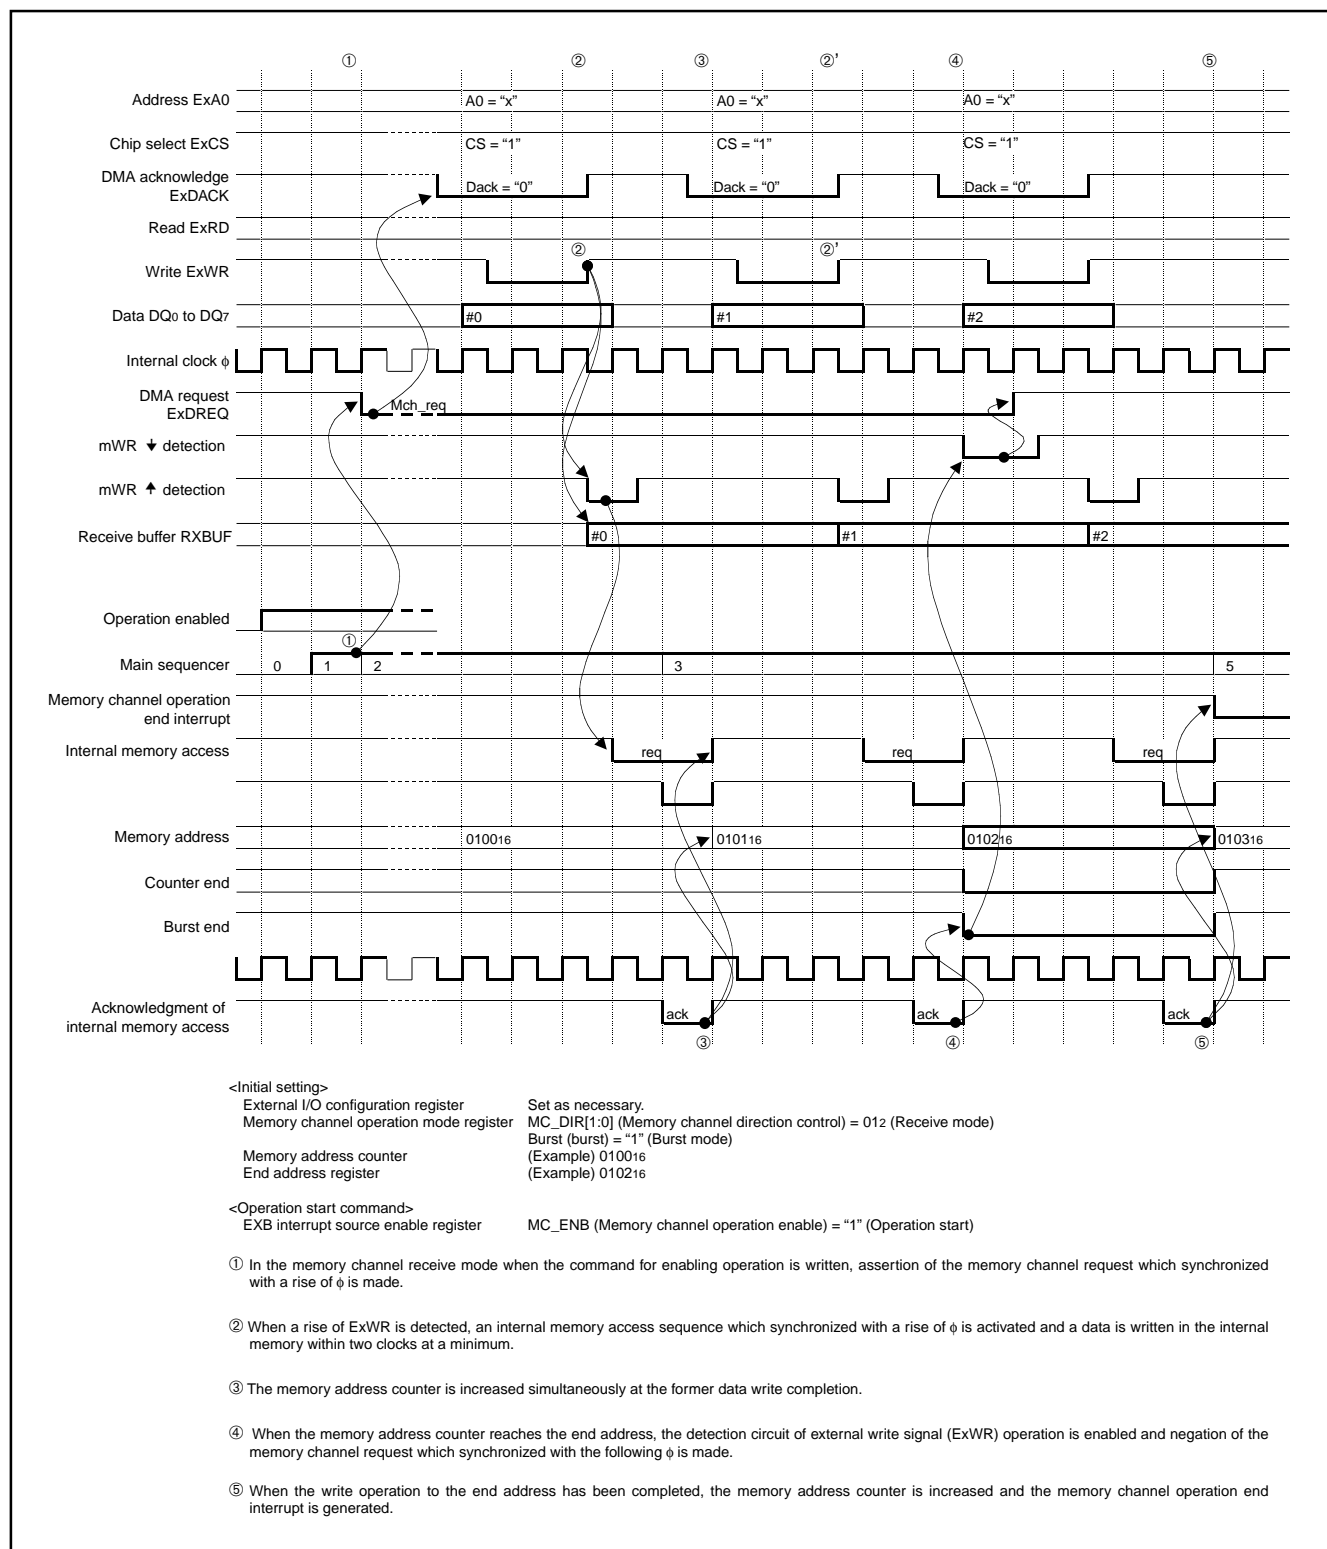 ① ② ③ ②’ ④ ⑤
Address ExA0 A0 = “x” A0 = “x” A0 = “x”
Chip select ExCS CS = “1” CS = “1” CS = “1”
DMA acknowledge
ExDACK Dack = “0” Dack = “0” Dack = “0”
Read ExRD
② ②’
Write ExWR
Data DQ0 to DQ7 #0 #1 #2
Internal clock ϕ
DMA request
ExDREQ Mch_req
mWR ↓ detection
mWR ↑ detection
Receive buffer RXBUF #0 #1 #2
Operation enabled
①
Main sequencer 0 1 2 3 5
Memory channel operation
end interrupt
Internal memory access req req req
Memory address 010016 010116 010216 010316
Counter end
Burst end
Acknowledgment of
internal memory access ack ack ack
③ ④ ⑤
<Initial setting>
External I/O configuration register Set as necessary.
Memory channel operation mode register MC_DIR[1:0] (Memory channel direction control) = 012 (Receive mode)
Burst (burst) = “1” (Burst mode)
Memory address counter (Example) 010016
End address register (Example) 010216
<Operation start command>
EXB interrupt source enable register MC_ENB (Memory channel operation enable) = “1” (Operation start)
① In the memory channel receive mode when the command for enabling operation is written, assertion of the memory channel request which synchronized
with a rise of ϕ is made.
② When a rise of ExWR is detected, an internal memory access sequence which synchronized with a rise of ϕ is activated and a data is written in the internal
memory within two clocks at a minimum.
③ The memory address counter is increased simultaneously at the former data write completion.
④ When the memory address counter reaches the end address, the detection circuit of external write signal (ExWR) operation is enabled and negation of the
memory channel request which synchronized with the following ϕ is made.
⑤ When the write operation to the end address has been completed, the memory address counter is increased and the memory channel operation end
interrupt is generated.